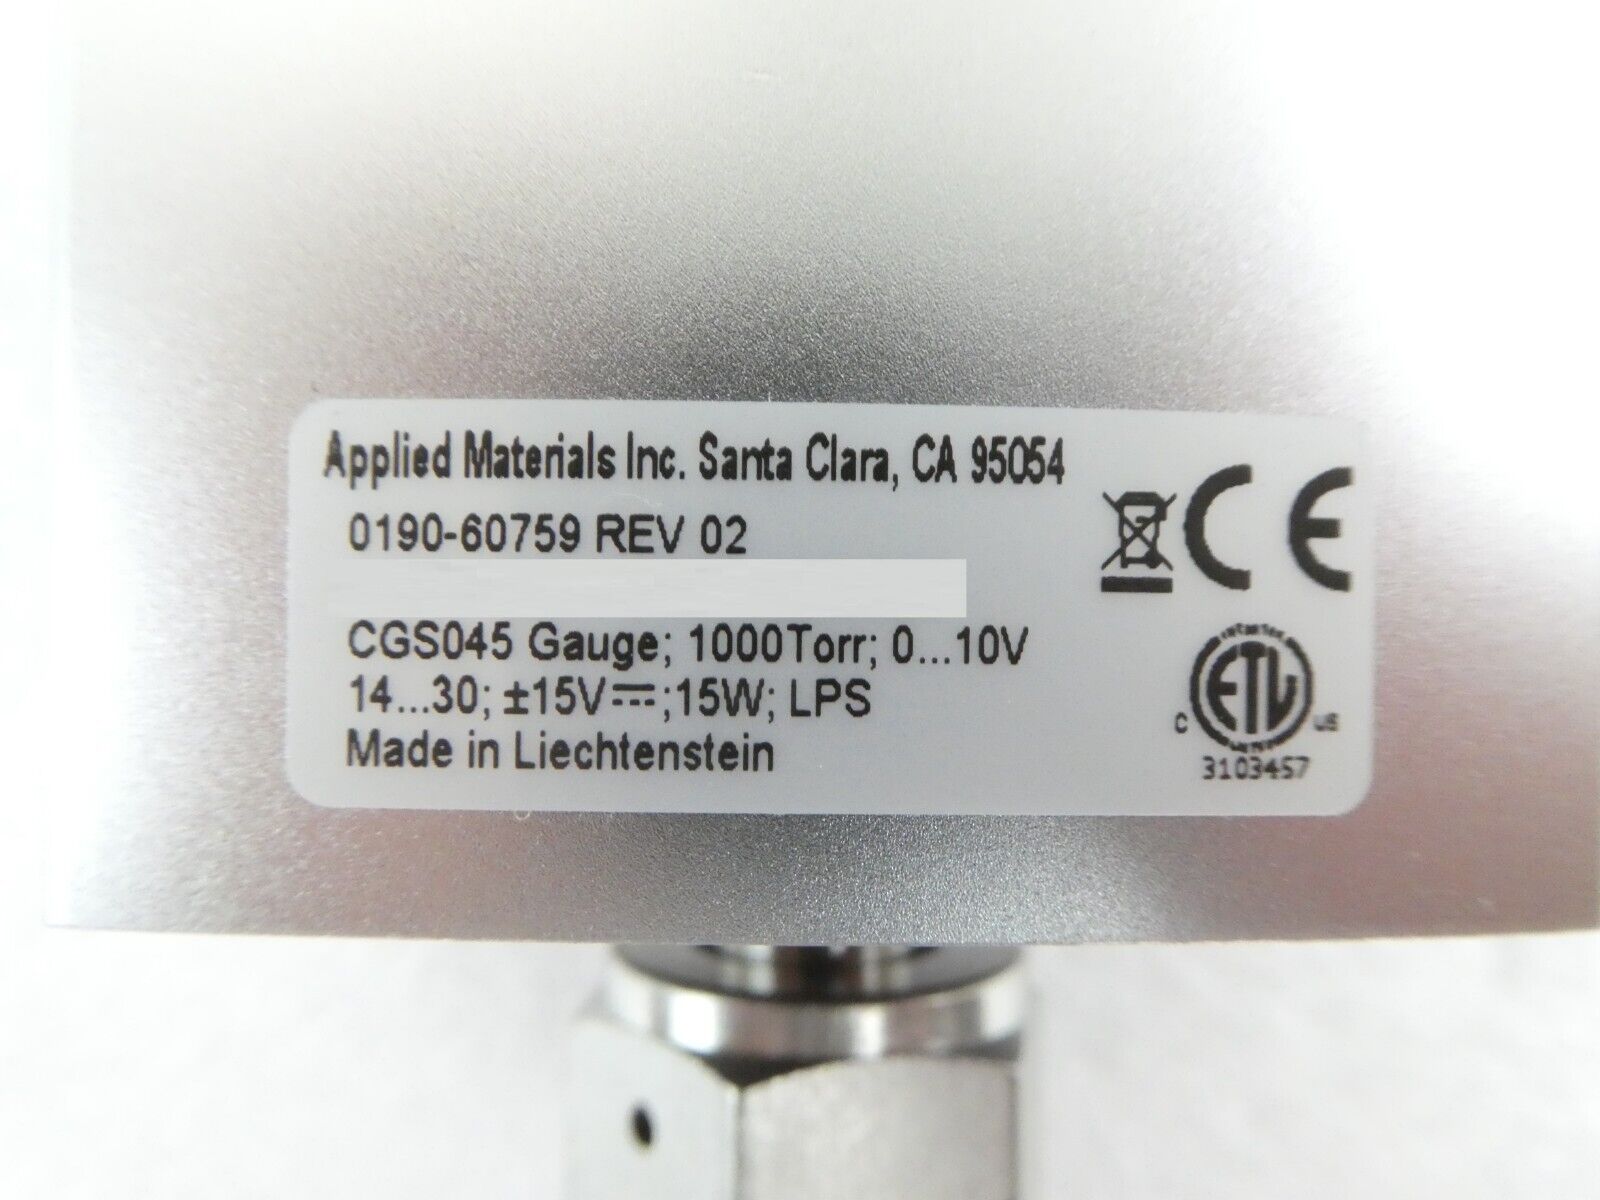 Applied Materials Inc. Santa Clara, CA 95054
0190-60759 REV 02
CGS045 Gauge; 1000Torr; 0...10V
14...30; ±15V⎓;15W; LPS
Made in Liechtenstein
CE
ETL
C US
3103457